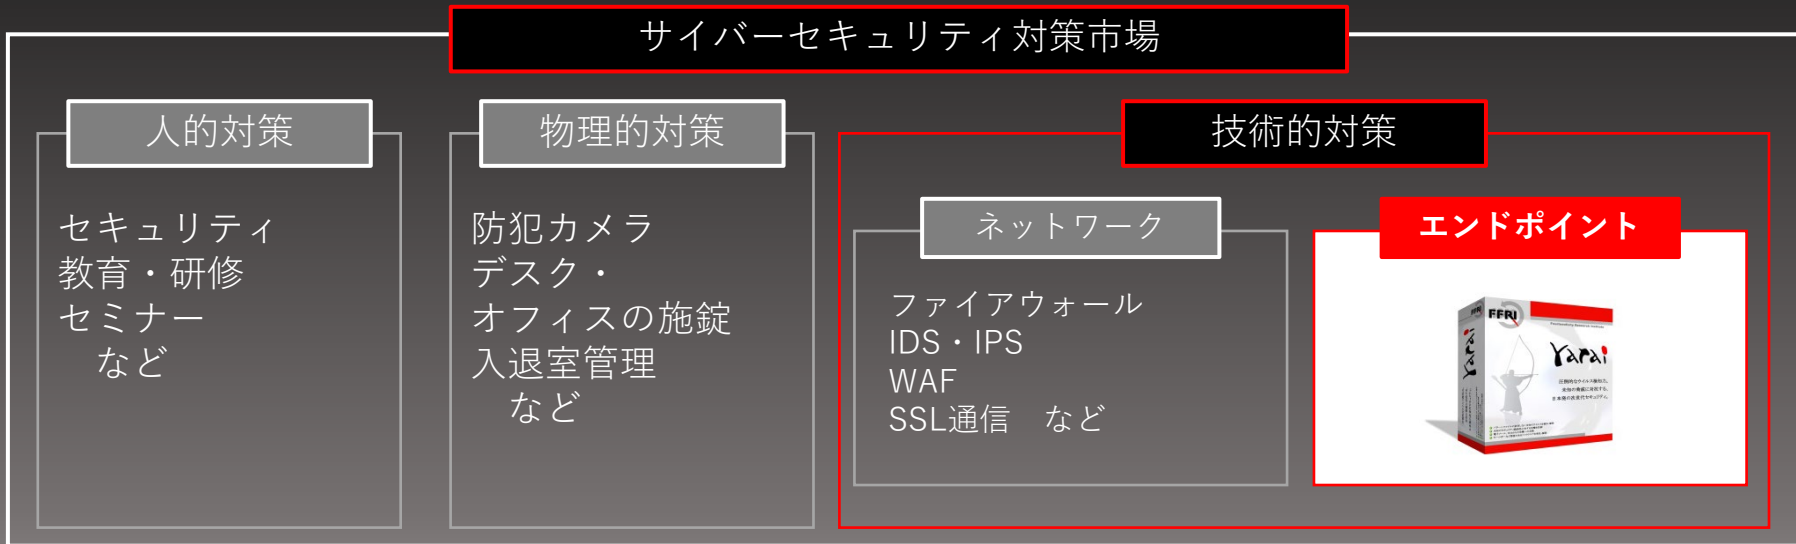 サイバーセキュリティ対策市場
人的対策
セキュリティ
教育・研修
セミナー
など
物理的対策
防犯カメラ
デスク・
オフィスの施錠
入退室管理
など
技術的対策
ネットワーク
ファイアウォール
IDS・IPS
WAF
SSL通信　など
エンドポイント
FFRI
yarai